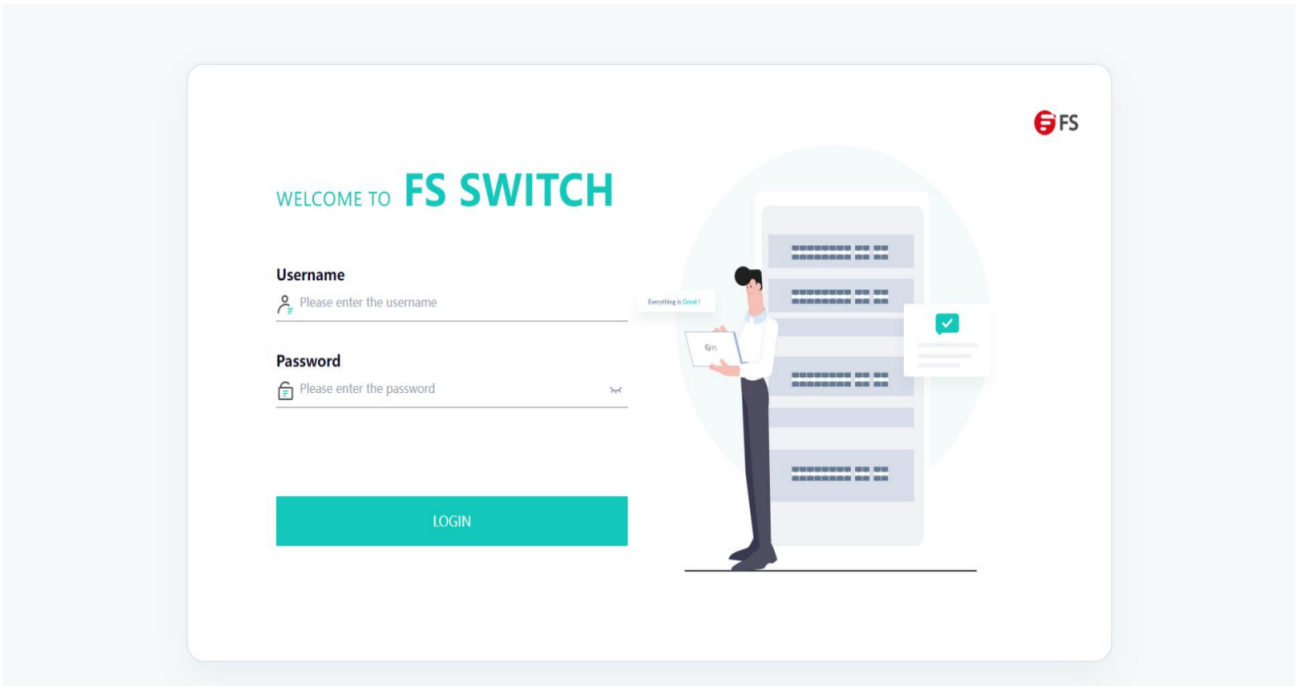 FS
WELCOME TO FS SWITCH
Username
Please enter the username
Everything is Great !
FS
Password
Please enter the password
LOGIN